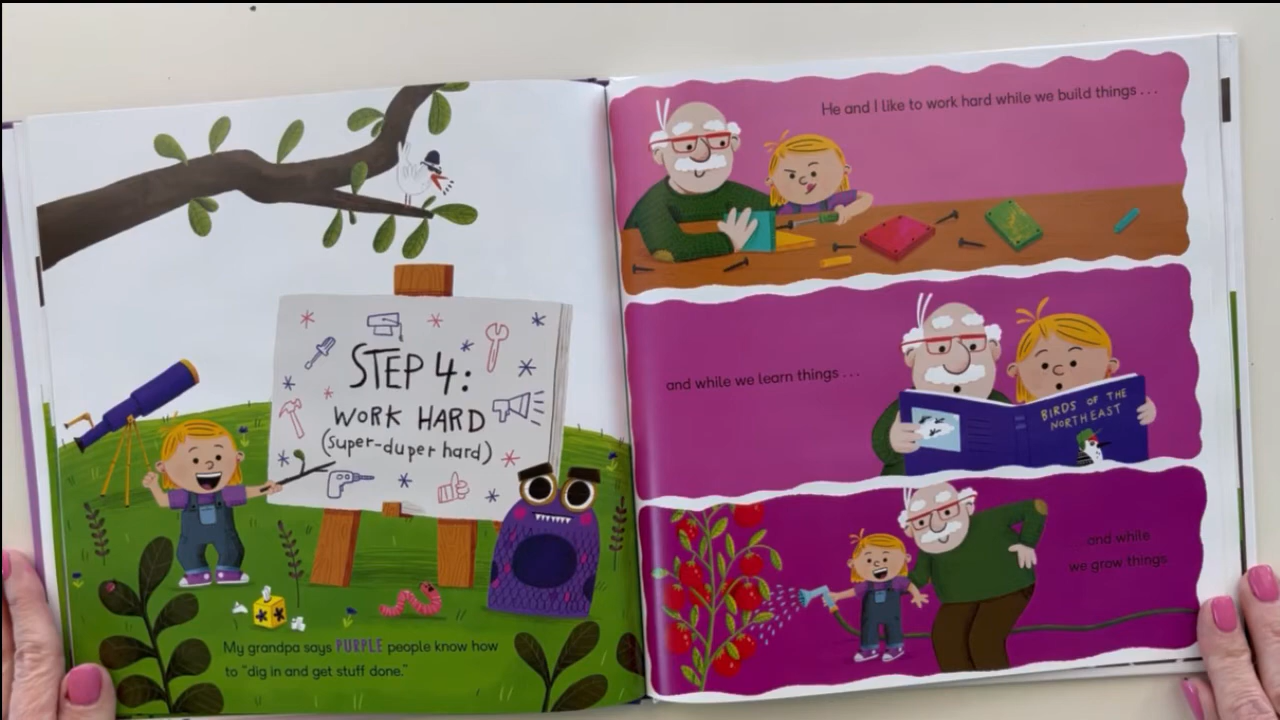 STEP 4:
WORK HARD
(super-duper hard)
My grandpa says PURPLE people know how
to “dig in and get stuff done.”
He and I like to work hard while we build things . . .
and while we learn things . . .
BIRDS OF THE
NORTHEAST
and while
we grow things